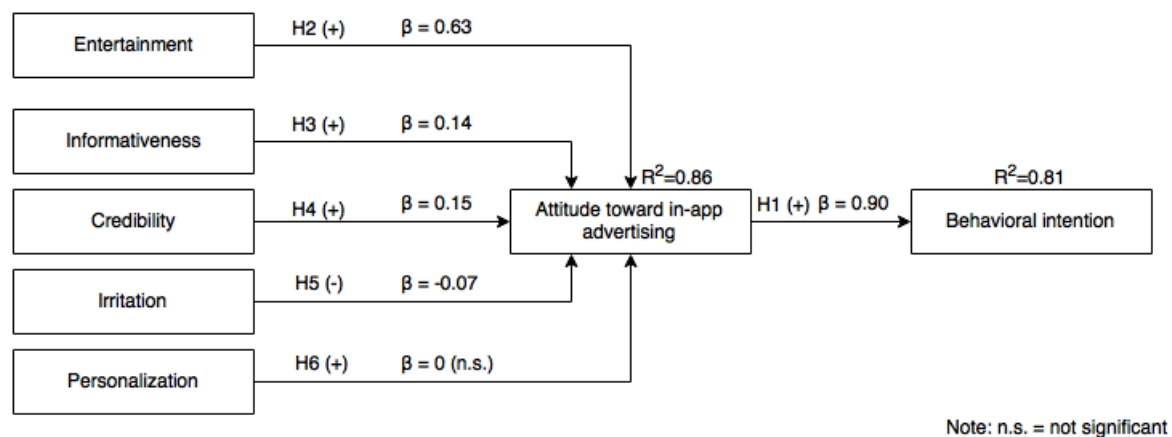 Entertainment H2 (+) β = 0.63
Informativeness H3 (+) β = 0.14
R²=0.86 R²=0.81
Credibility H4 (+) β = 0.15 Attitude toward in-app advertising H1 (+) β = 0.90 Behavioral intention
Irritation H5 (-) β = -0.07
Personalization H6 (+) β = 0 (n.s.)
Note: n.s. = not significant